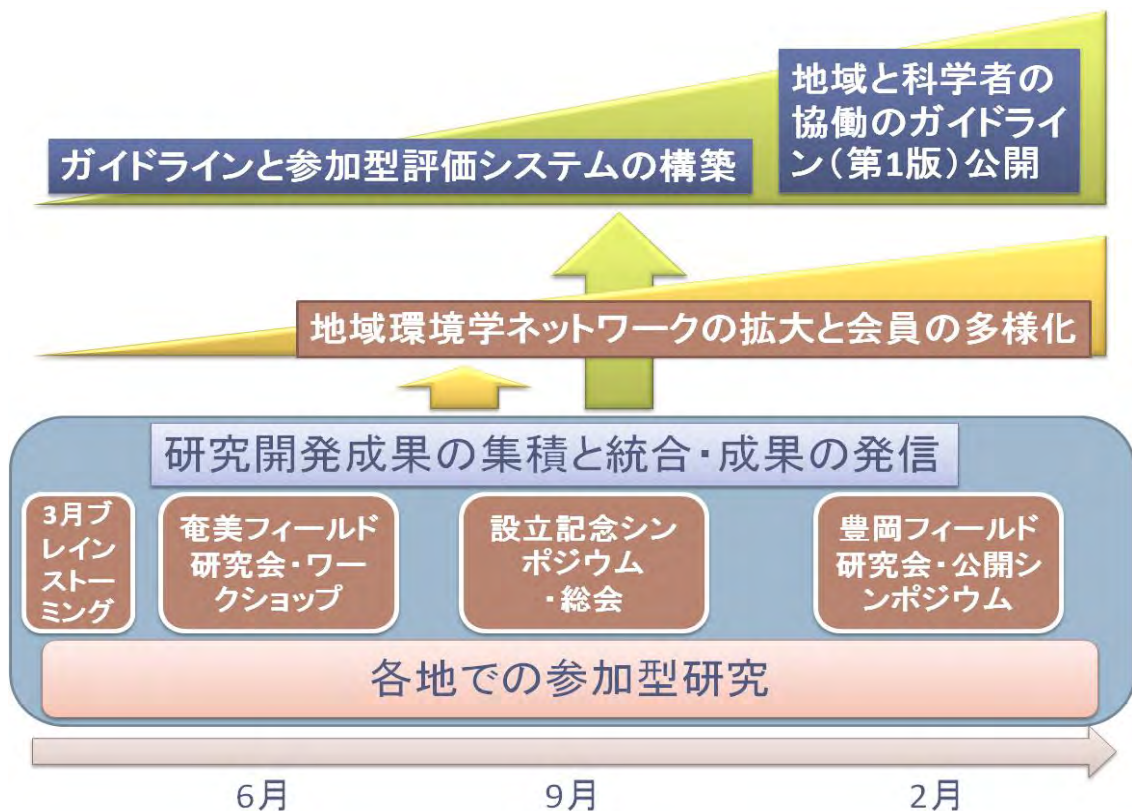 地域と科学者の
協働のガイドライ
ン(第1版)公開
ガイドラインと参加型評価システムの構築
地域環境学ネットワークの拡大と会員の多様化
研究開発成果の集積と統合・成果の発信
3月ブ
レイン
ストー
ミング
奄美フィールド
研究会・ワー
クショップ
設立記念シン
ポジウム
・総会
豊岡フィールド
研究会・公開シ
ンポジウム
各地での参加型研究
6月
9月
2月